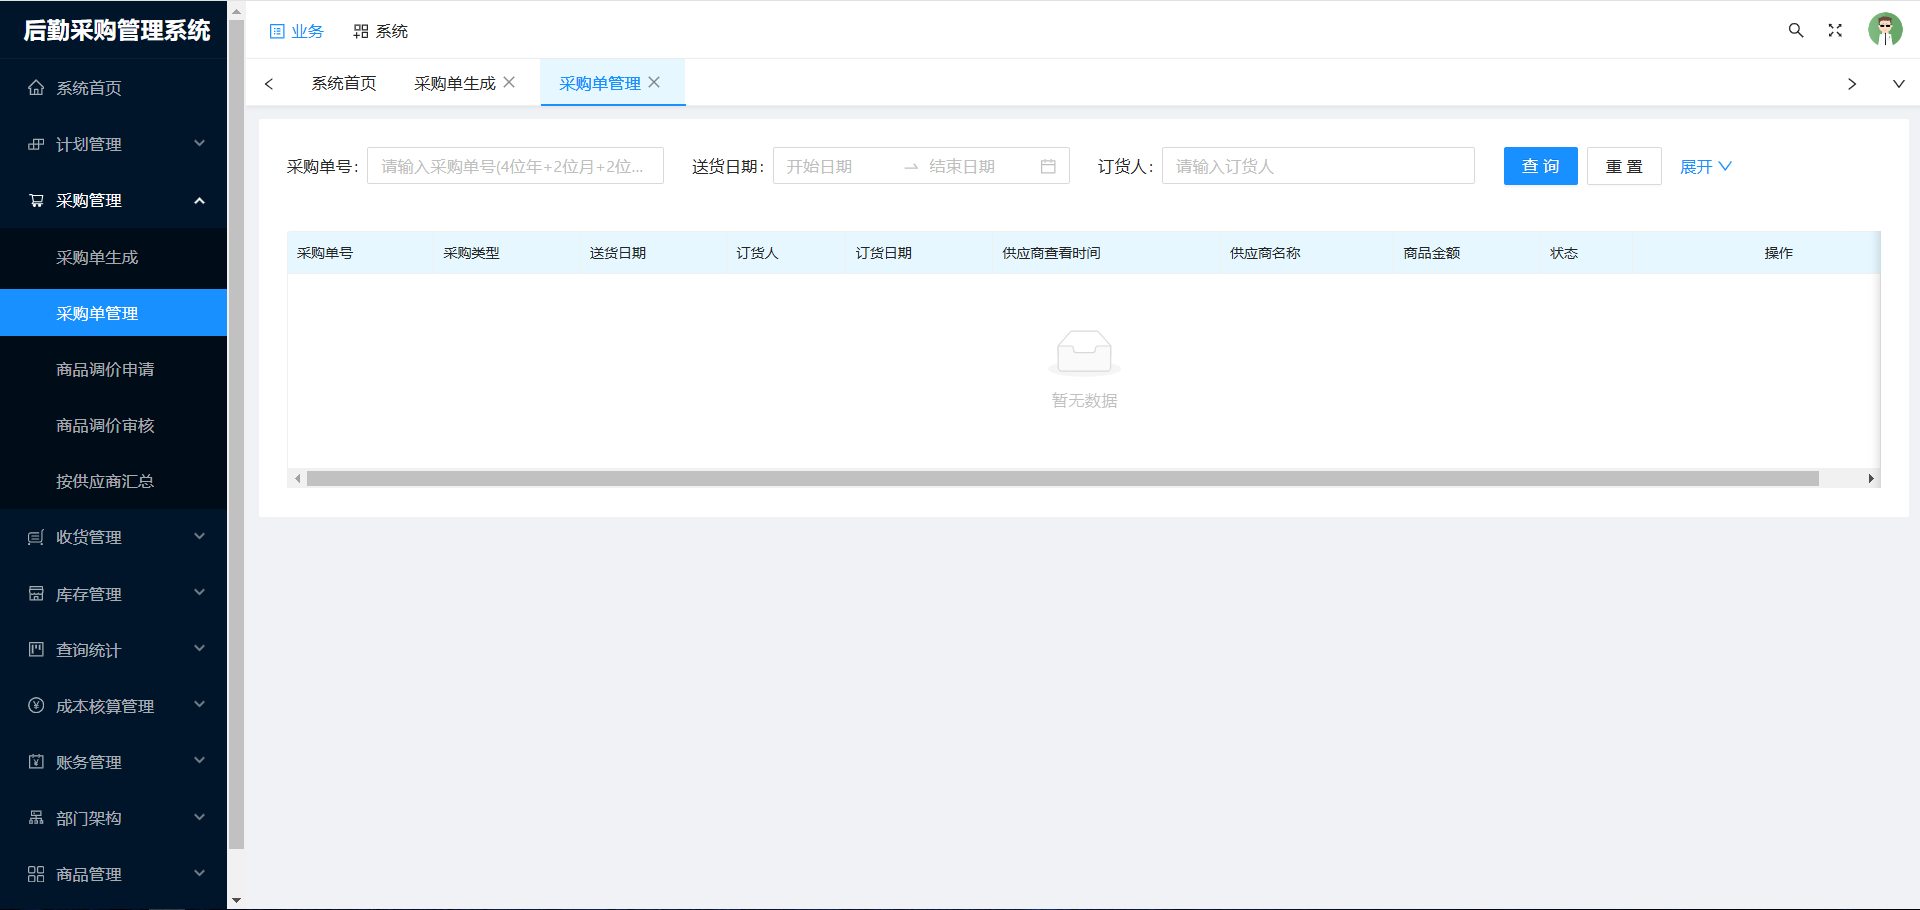 后勤采购管理系统
业务
系统
系统首页
采购单生成
采购单管理
系统首页
计划管理
采购管理
采购单生成
采购单管理
商品调价申请
商品调价审核
按供应商汇总
收货管理
库存管理
查询统计
成本核算管理
账务管理
部门架构
商品管理
采购单号:
请输入采购单号(4位年+2位月+2位...
送货日期:
开始日期
结束日期
订货人:
请输入订货人
查 询
重 置
展开
采购单号
采购类型
送货日期
订货人
订货日期
供应商查看时间
供应商名称
商品金额
状态
操作
暂无数据